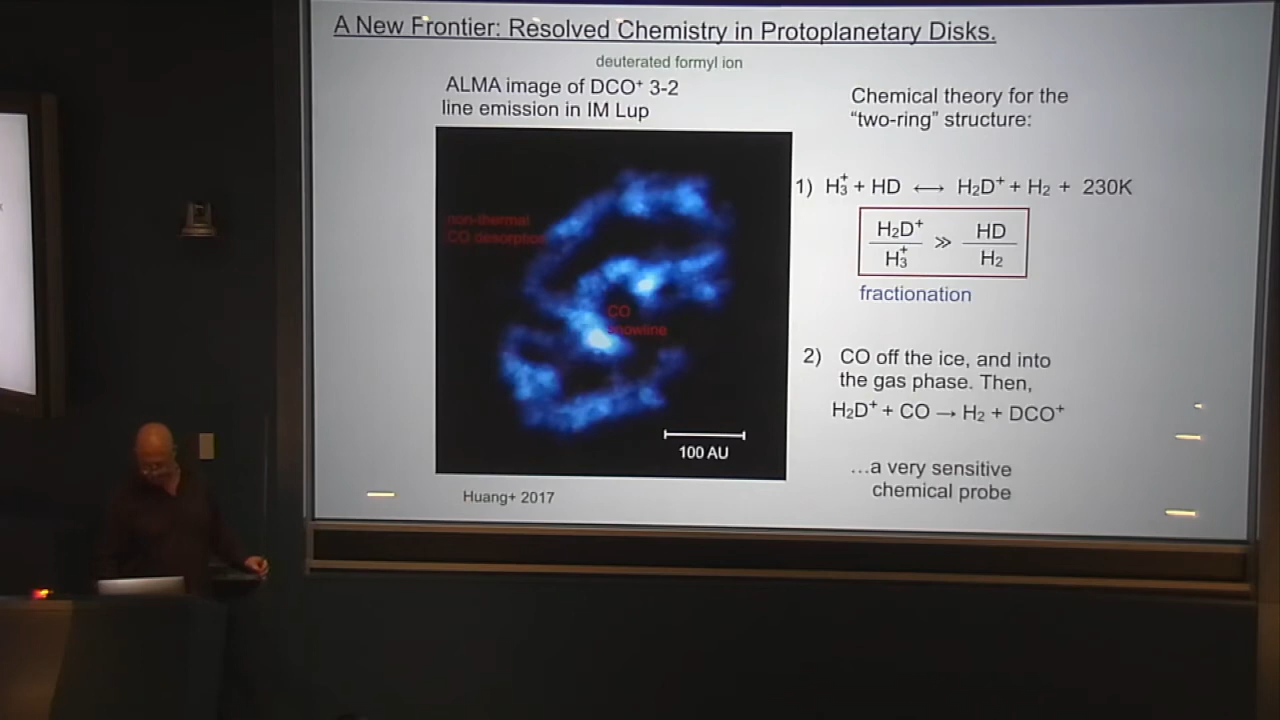 A New Frontier: Resolved Chemistry in Protoplanetary Disks.
deuterated formyl ion
ALMA image of DCO⁺ 3-2
line emission in IM Lup
non-thermal
CO desorption
CO
snowline
100 AU
Huang+ 2017
Chemical theory for the
“two-ring” structure:
1) H₃⁺ + HD ⟷ H₂D⁺ + H₂ + 230K
H₂D⁺ / H₃⁺ ≫ HD / H₂
fractionation
2) CO off the ice, and into
the gas phase. Then,
H₂D⁺ + CO → H₂ + DCO⁺
…a very sensitive
chemical probe